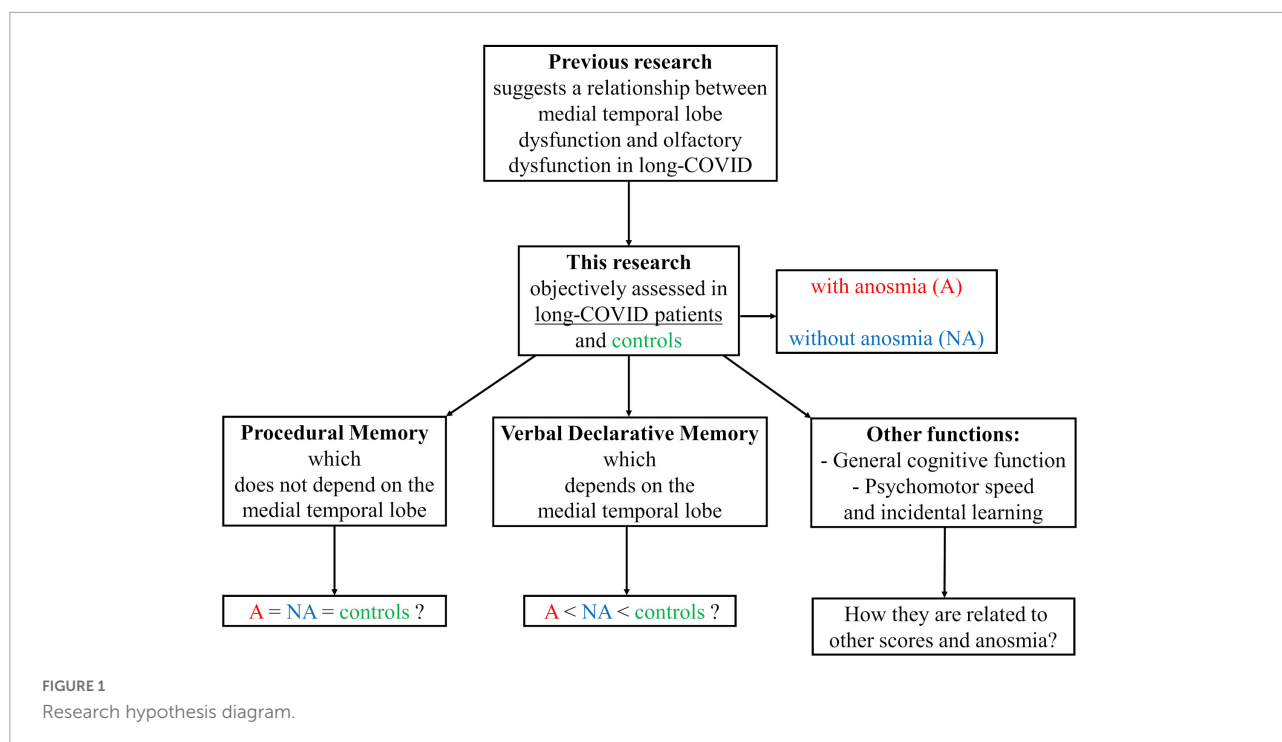 Previous research
suggests a relationship between
medial temporal lobe
dysfunction and olfactory
dysfunction in long-COVID
This research
objectively assessed in
long-COVID patients
and controls
with anosmia (A)
without anosmia (NA)
Procedural Memory
which
does not depend on the
medial temporal lobe
Verbal Declarative Memory
which
depends on the
medial temporal lobe
Other functions:
- General cognitive function
- Psychomotor speed
and incidental learning
A = NA = controls ?
A < NA < controls ?
How they are related to
other scores and anosmia?
FIGURE 1
Research hypothesis diagram.